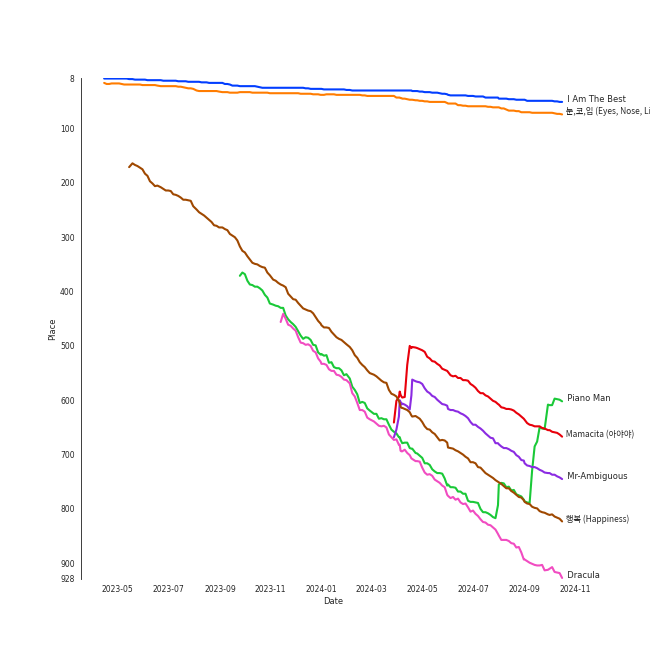 8
100
200
300
400
500
600
700
800
900
928
Place
2023-05
2023-07
2023-09
2023-11
2024-01
2024-03
2024-05
2024-07
2024-09
2024-11
Date
I Am The Best
눈,코,입 (Eyes, Nose, Li
Piano Man
Mamacita (아야야)
Mr-Ambiguous
행복 (Happiness)
Dracula